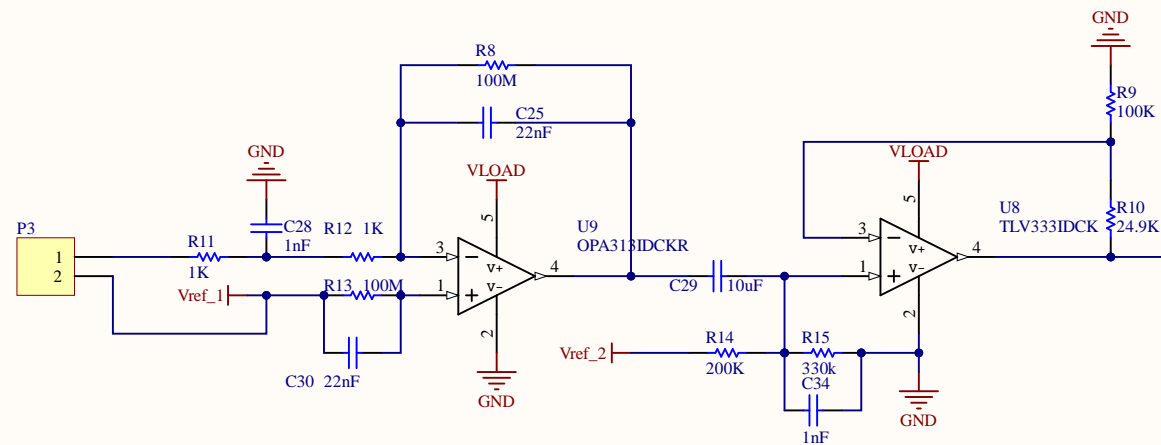 GND
R8
100M
R9
100K
C25
22nF
GND
VLOAD
VLOAD
P3
C28
1nF
R12 1K
5
U9
OPA313IDCKR
5
U8
TLV333IDCK
R10
24.9K
R11
1K
1
2
3
V+
V-
4
1
2
3
V+
V-
4
1
2
Vref_1
R13 100M
C29
10uF
C30 22nF
GND
Vref_2
R14
200K
R15
330k
C34
1nF
GND